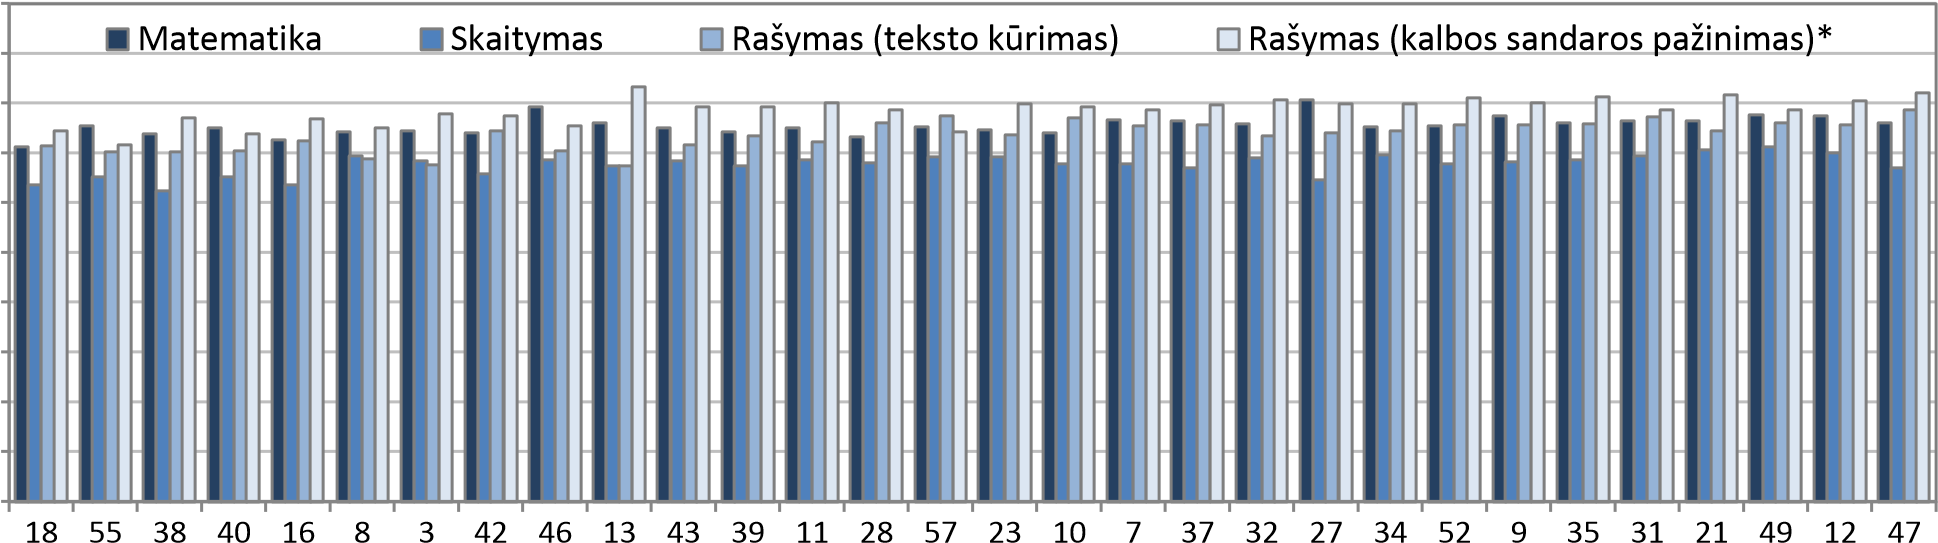 Matematika Skaitymas Rašymas (teksto kūrimas) Rašymas (kalbos sandaros pažinimas)*
18 55 38 40 16 8 3 42 46 13 43 39 11 28 57 23 10 7 37 32 27 34 52 9 35 31 21 49 12 47